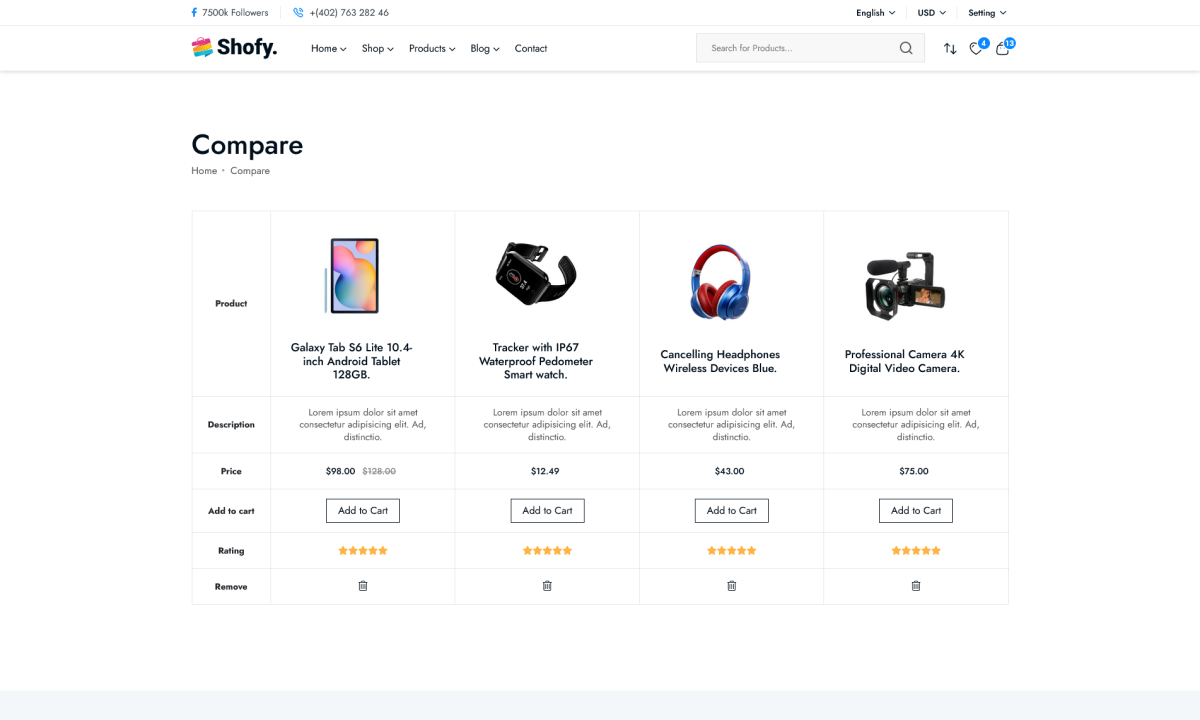 7500k Followers
+(402) 763 282 46
English
USD
Setting
Shofy.
Home
Shop
Products
Blog
Contact
Search for Products...
4
13
Compare
Home • Compare
Product
Galaxy Tab S6 Lite 10.4-
inch Android Tablet
128GB.
Tracker with IP67
Waterproof Pedometer
Smart watch.
Cancelling Headphones
Wireless Devices Blue.
Professional Camera 4K
Digital Video Camera.
Description
Lorem ipsum dolor sit amet
consectetur adipisicing elit. Ad,
distinctio.
Lorem ipsum dolor sit amet
consectetur adipisicing elit. Ad,
distinctio.
Lorem ipsum dolor sit amet
consectetur adipisicing elit. Ad,
distinctio.
Lorem ipsum dolor sit amet
consectetur adipisicing elit. Ad,
distinctio.
Price
$98.00 $128.00
$12.49
$43.00
$75.00
Add to cart
Add to Cart
Add to Cart
Add to Cart
Add to Cart
Rating
Remove